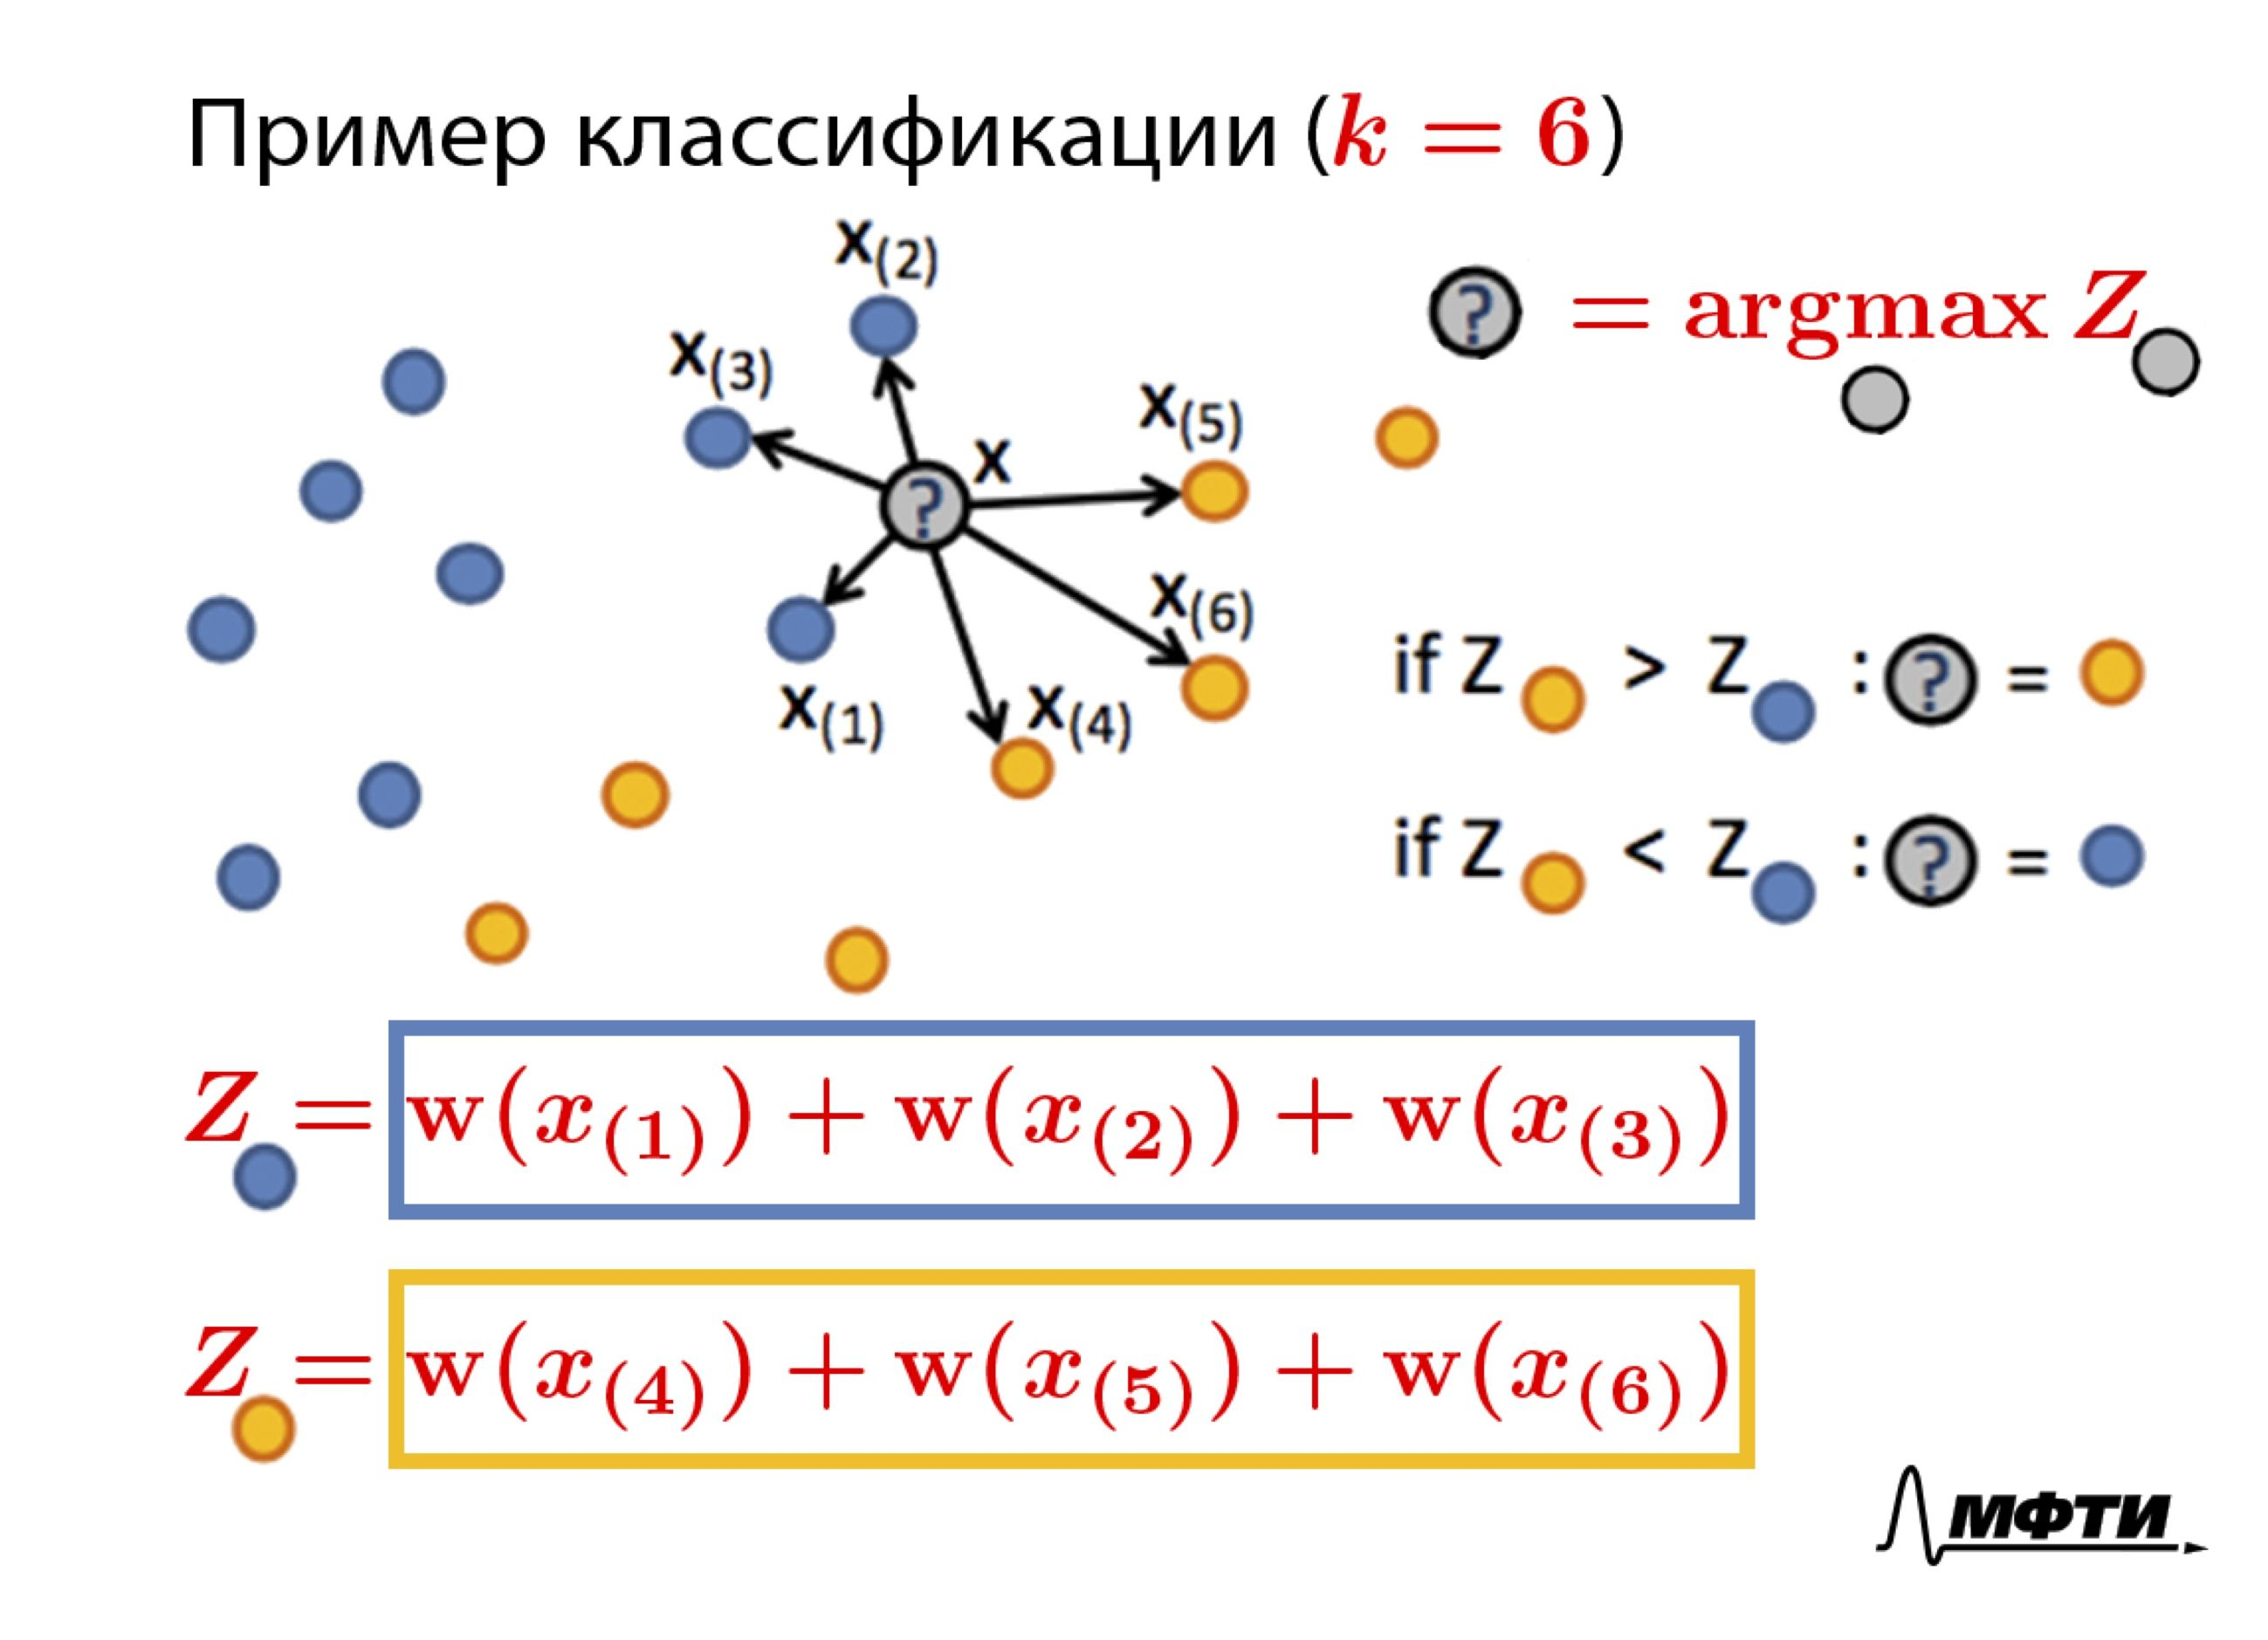 Пример классификации (k = 6)
x(2)
x(3)
x(5)
x
x(6)
x(1)
x(4)
?
? = argmax Z
if Z > Z : ? =
if Z < Z : ? =
Z = w(x(1)) + w(x(2)) + w(x(3))
Z = w(x(4)) + w(x(5)) + w(x(6))
МФТИ